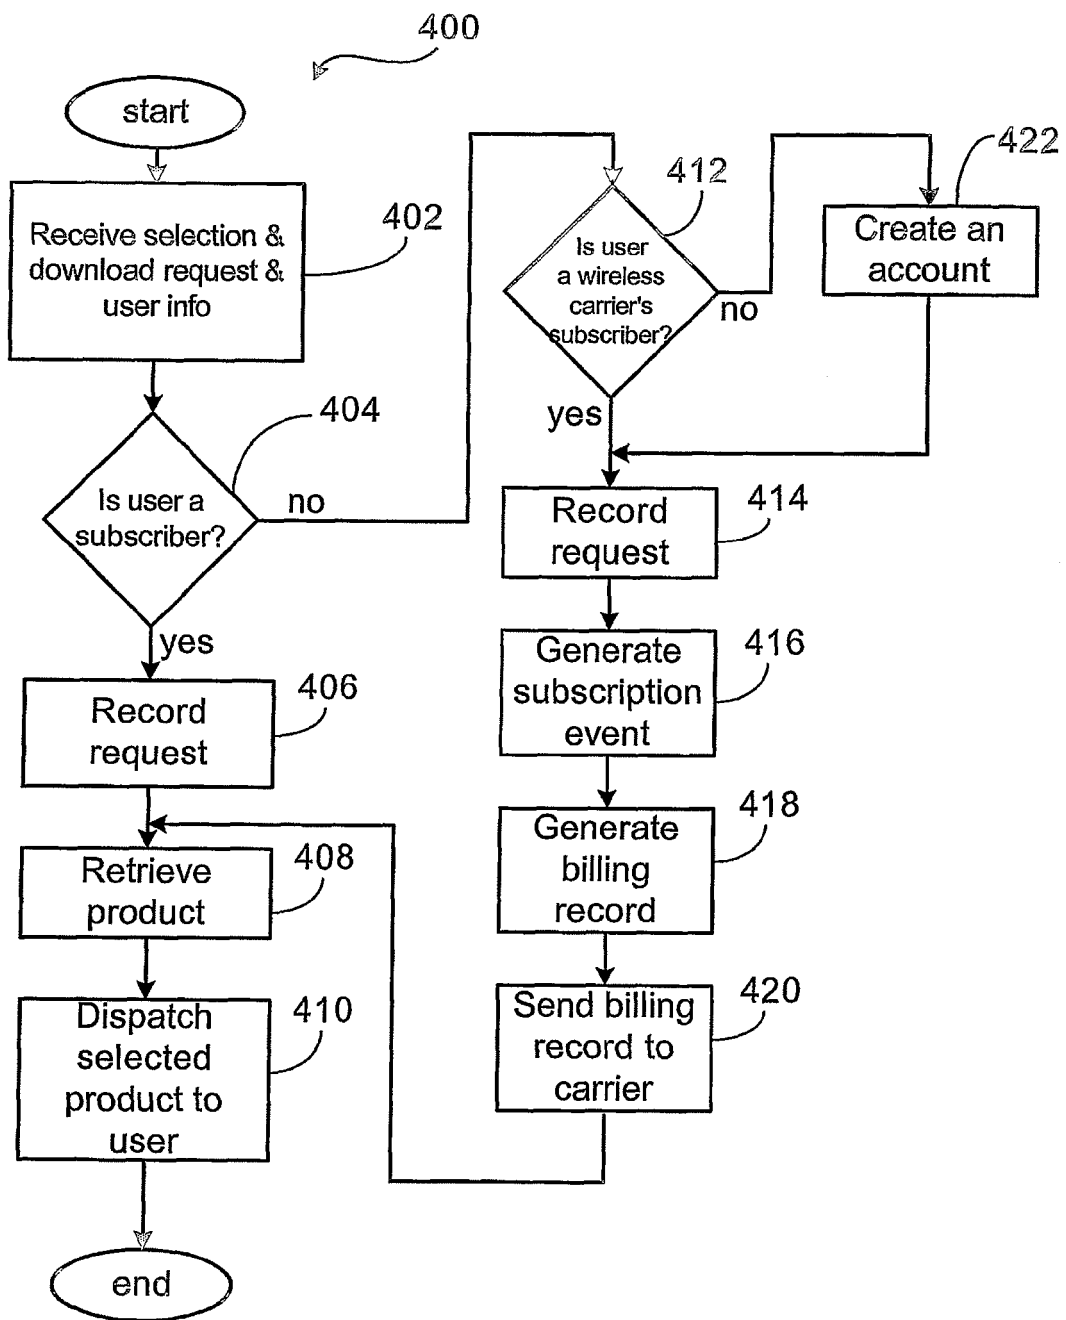 400
start
Receive selection &
download request &
user info
402
Is user a
subscriber?
404
no
yes
Record
request
406
Retrieve
product
408
Dispatch
selected
product to
user
410
end
Is user
a wireless
carrier's
subscriber?
412
no
yes
Create an
account
422
Record
request
414
Generate
subscription
event
416
Generate
billing
record
418
Send billing
record to
carrier
420